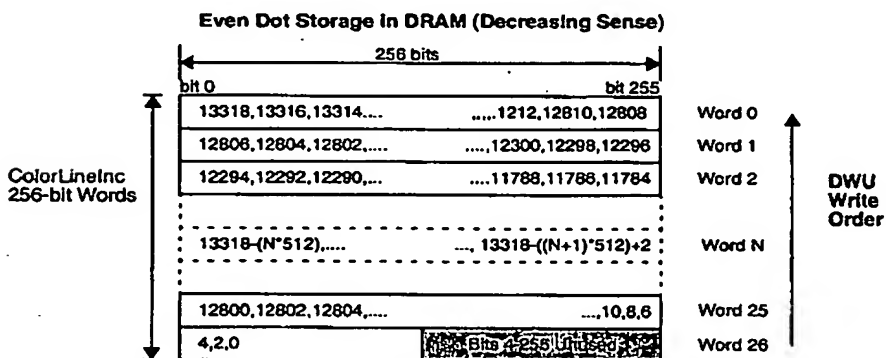 Even Dot Storage in DRAM (Decreasing Sense)
256 bits
bit 0 bit 255
13318,13316,13314.... .....1212,12810,12808 Word 0
12806,12804,12802,.... ....,12300,12298,12296 Word 1
12294,12292,12290,... ....11788,11786,11784 Word 2
ColorLineInc
256-bit Words
DWU
Write
Order
13318-(N*512),.... ..., 13318-((N+1)*512)+2 Word N
12800,12802,12804,.... ...,10,8,6 Word 25
4,2,0 Bits 4-256 Unused Word 26